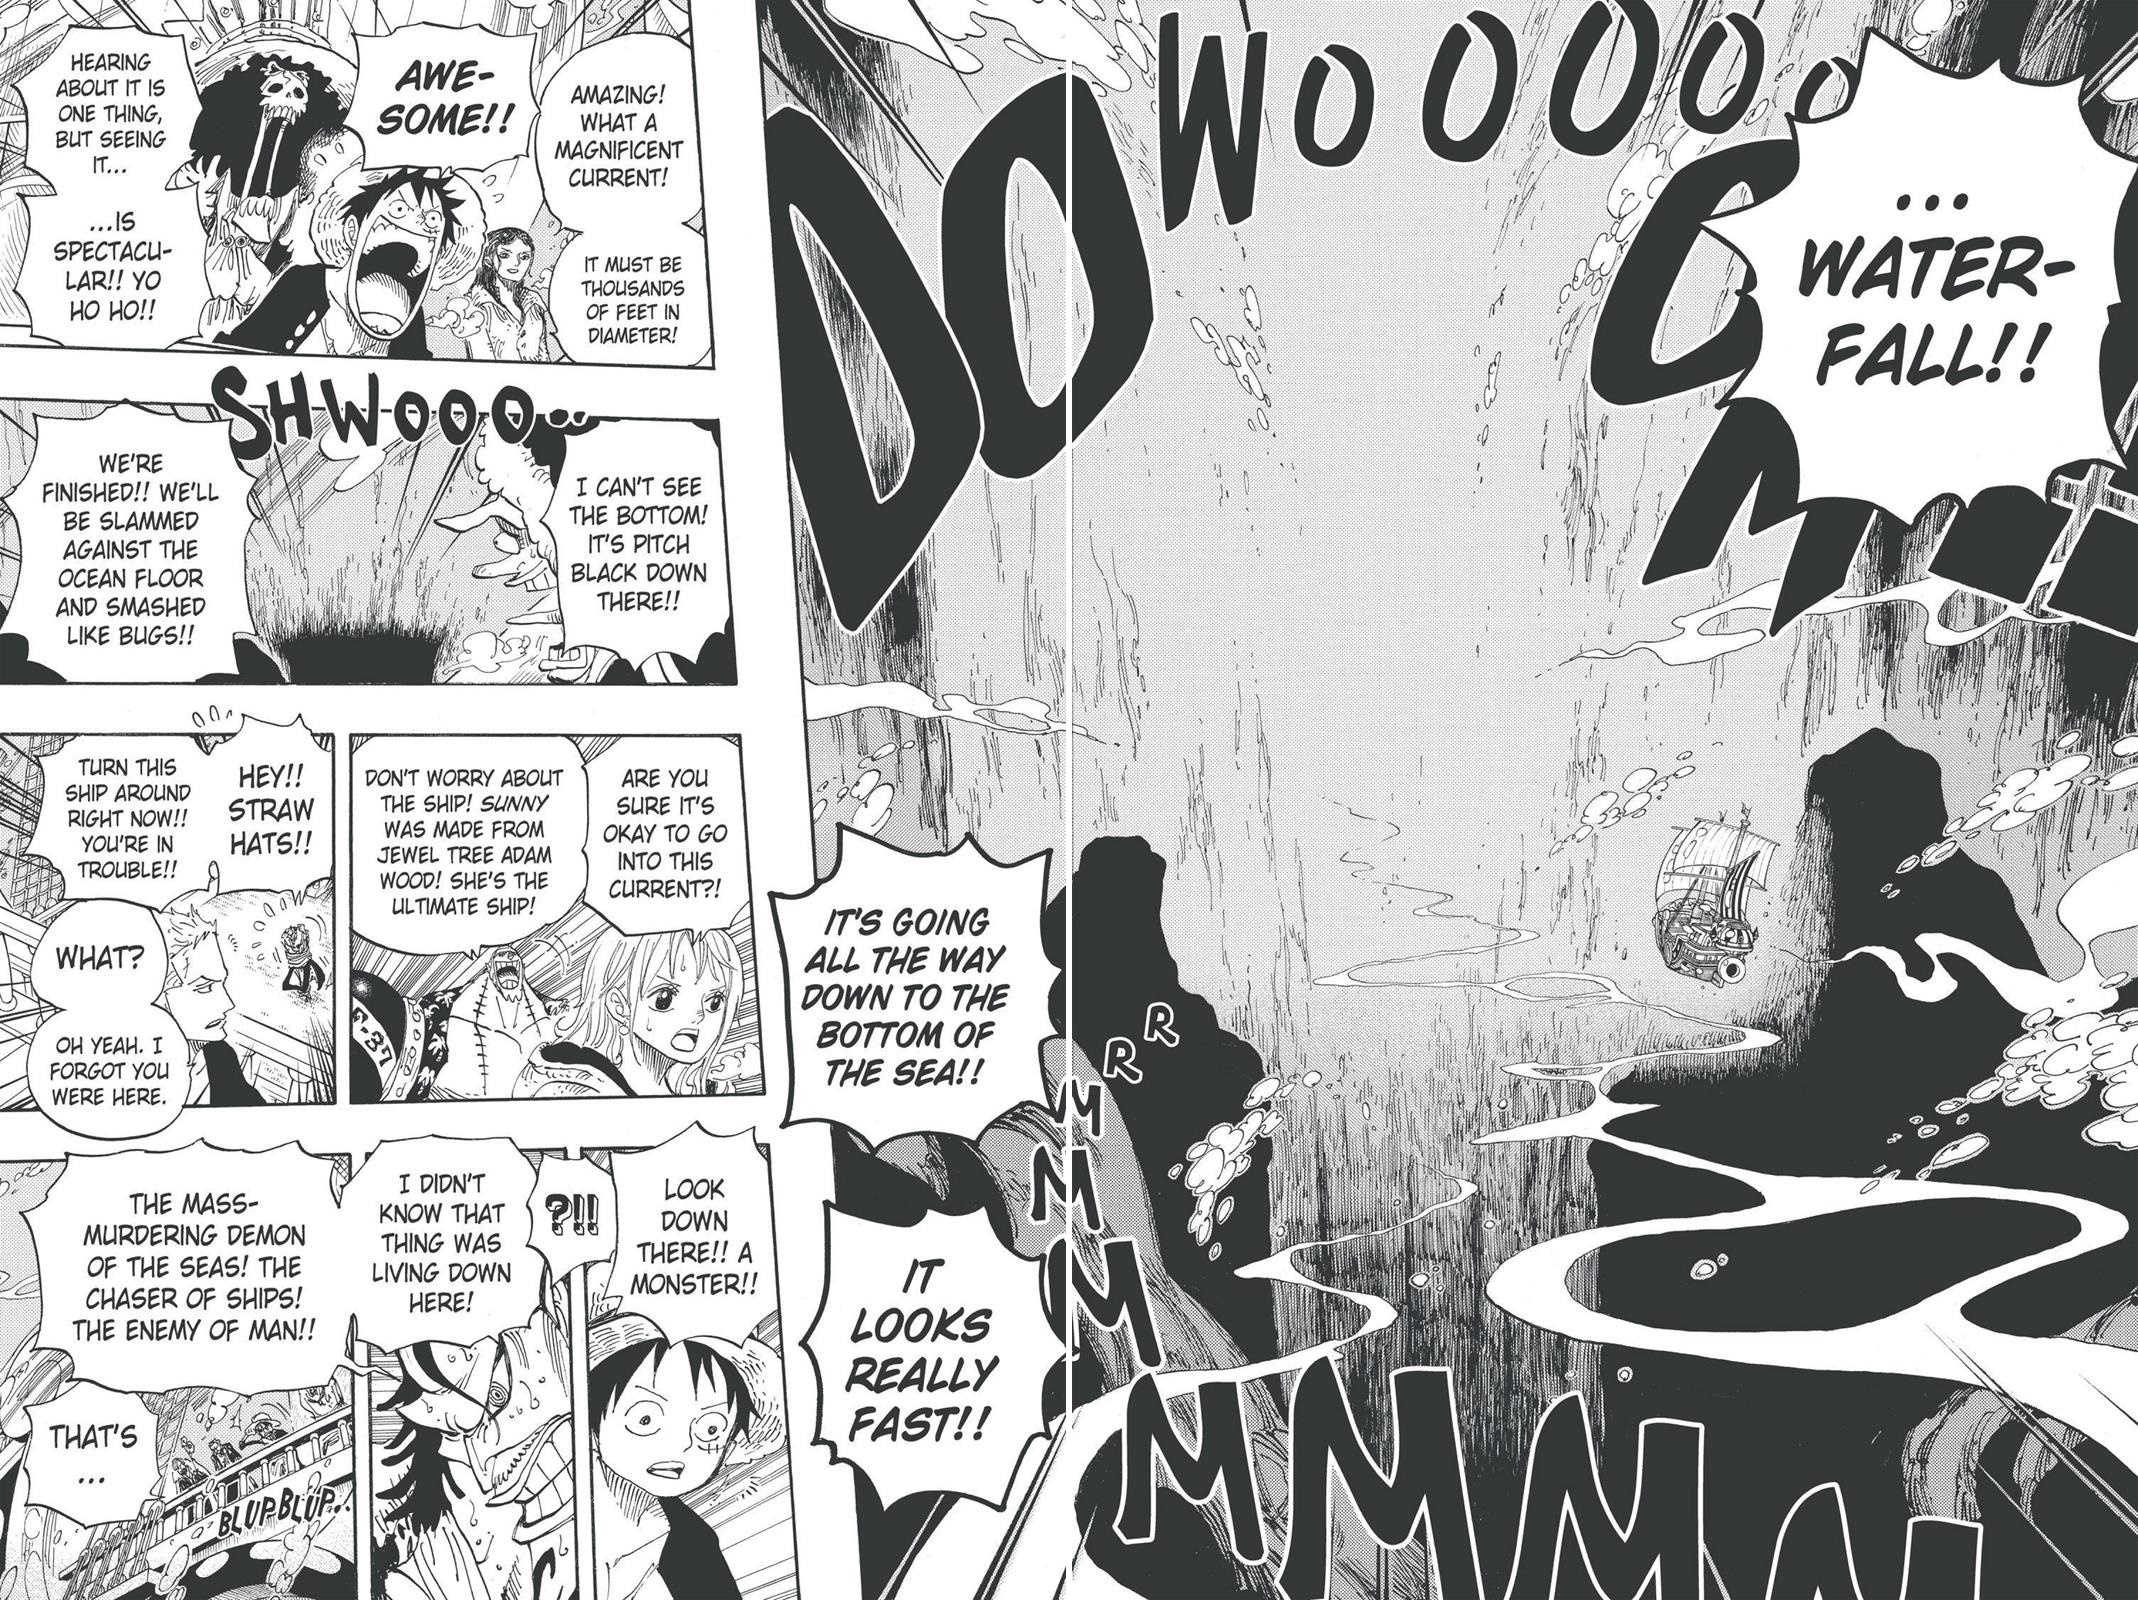 ...
WATER-
FALL!!
DOWOOOOO
MRR
MMMMMMM
IT'S GOING
ALL THE WAY
DOWN TO THE
BOTTOM OF
THE SEA!!
IT
LOOKS
REALLY
FAST!!
AMAZING!
WHAT A
MAGNIFICENT
CURRENT!
IT MUST BE
THOUSANDS
OF FEET IN
DIAMETER!
AWE-
SOME!!
HEARING
ABOUT IT IS
ONE THING,
BUT SEEING
IT...
...IS
SPECTACU-
LAR!! YO
HO HO!!
SHWOOO..
I CAN'T SEE
THE BOTTOM!
IT'S PITCH
BLACK DOWN
THERE!!
WE'RE
FINISHED!! WE'LL
BE SLAMMED
AGAINST THE
OCEAN FLOOR
AND SMASHED
LIKE BUGS!!
ARE YOU
SURE IT'S
OKAY TO GO
INTO THIS
CURRENT?!
DON'T WORRY ABOUT
THE SHIP! SUNNY
WAS MADE FROM
JEWEL TREE ADAM
WOOD! SHE'S THE
ULTIMATE SHIP!
HEY!!
STRAW
HATS!!
TURN THIS
SHIP AROUND
RIGHT NOW!!
YOU'RE IN
TROUBLE!!
WHAT?
OH YEAH. I
FORGOT YOU
WERE HERE.
LOOK
DOWN
THERE!! A
MONSTER!!
?!!
I DIDN'T
KNOW THAT
THING WAS
LIVING DOWN
HERE!
THE MASS-
MURDERING DEMON
OF THE SEAS! THE
CHASER OF SHIPS!
THE ENEMY OF MAN!!
THAT'S
...
BLUP BLUP..